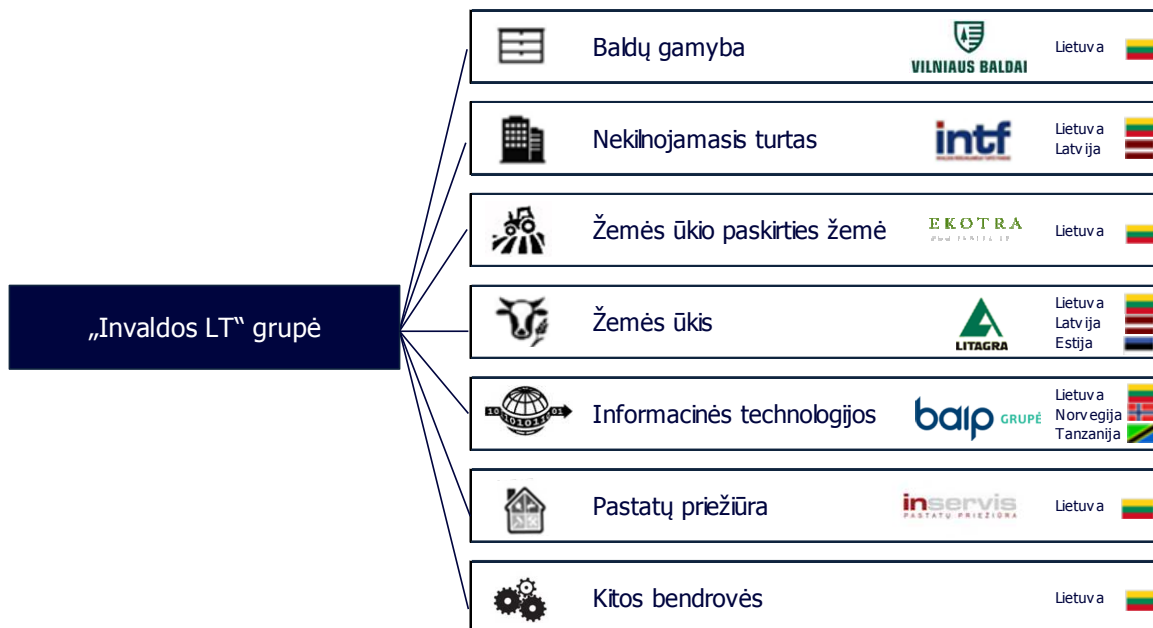 „Invaldos LT“ grupė
Baldų gamyba
VILNIAUS BALDAI
Lietuva
Nekilnojamasis turtas
intf
Lietuva
Latvija
Žemės ūkio paskirties žemė
EKOTRA
Lietuva
Žemės ūkis
LITAGRA
Lietuva
Latvija
Estija
Informacinės technologijos
baip GRUPĖ
Lietuva
Norvegija
Tanzanija
Pastatų priežiūra
inservis
PASTATŲ PRIEŽIŪRA
Lietuva
Kitos bendrovės
Lietuva